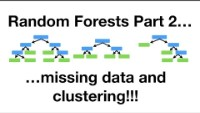 Random Forests Part 2...
...missing data and
clustering!!!